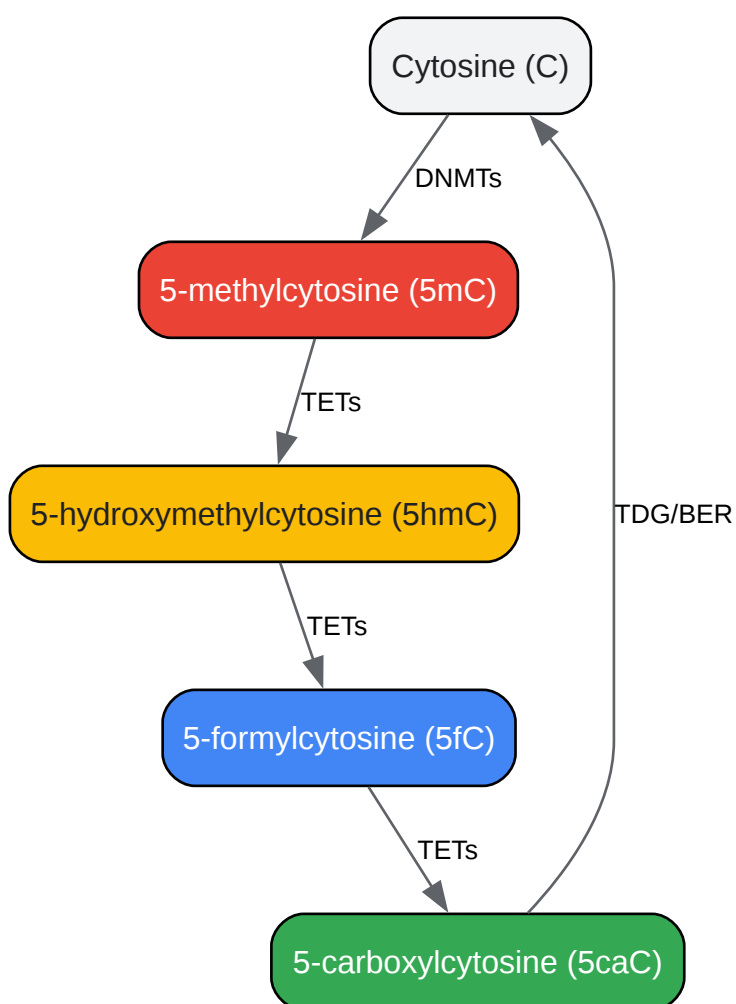 Cytosine (C)
DNMTs
5-methylcytosine (5mC)
TETs
5-hydroxymethylcytosine (5hmC)
TDG/BER
TETs
5-formylcytosine (5fC)
TETs
5-carboxylcytosine (5caC)